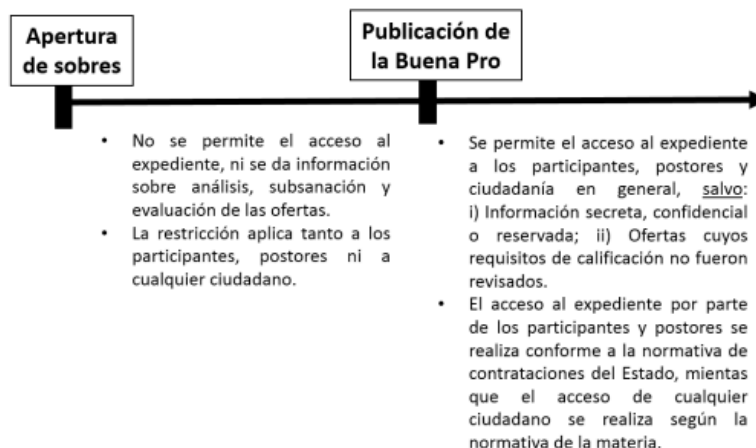 Apertura
de sobres
Publicación de
la Buena Pro
• No se permite el acceso al
expediente, ni se da información
sobre análisis, subsanación y
evaluación de las ofertas.
• La restricción aplica tanto a los
participantes, postores ni a
cualquier ciudadano.
• Se permite el acceso al expediente
a los participantes, postores y
ciudadanía en general, salvo:
i) Información secreta, confidencial
o reservada; ii) Ofertas cuyos
requisitos de calificación no fueron
revisados.
• El acceso al expediente por parte
de los participantes y postores se
realiza conforme a la normativa de
contrataciones del Estado, mientas
que el acceso de cualquier
ciudadano se realiza según la
normativa de la materia.